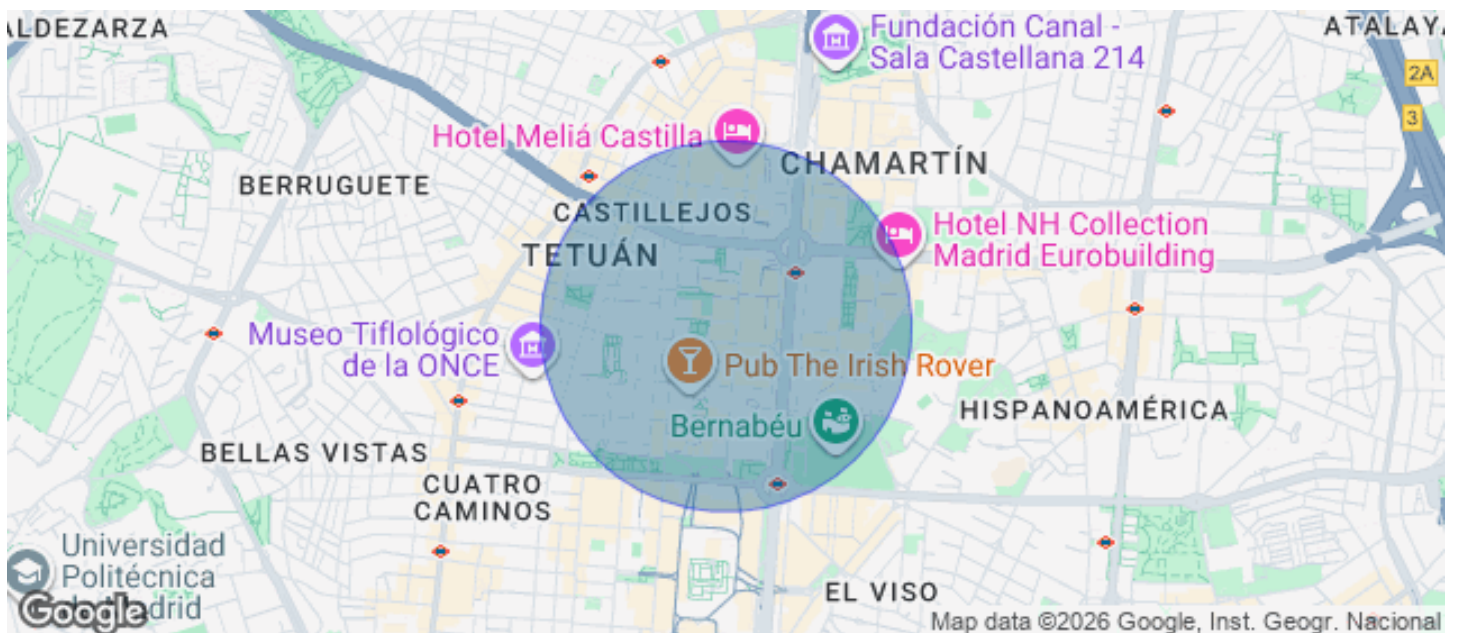 ALDEZARZA
Fundación Canal -
Sala Castellana 214
ATALAYA
2A
3
Hotel Meliá Castilla
CHAMARTÍN
BERRUGUETE
CASTILLEJOS
TETUÁN
Hotel NH Collection
Madrid Eurobuilding
Museo Tiflológico
de la ONCE
Pub The Irish Rover
Bernabéu
HISPANOAMÉRICA
BELLAS VISTAS
CUATRO
CAMINOS
Universidad
Politécnica
de Madrid
Google
EL VISO
Map data ©2026 Google, Inst. Geogr. Nacional